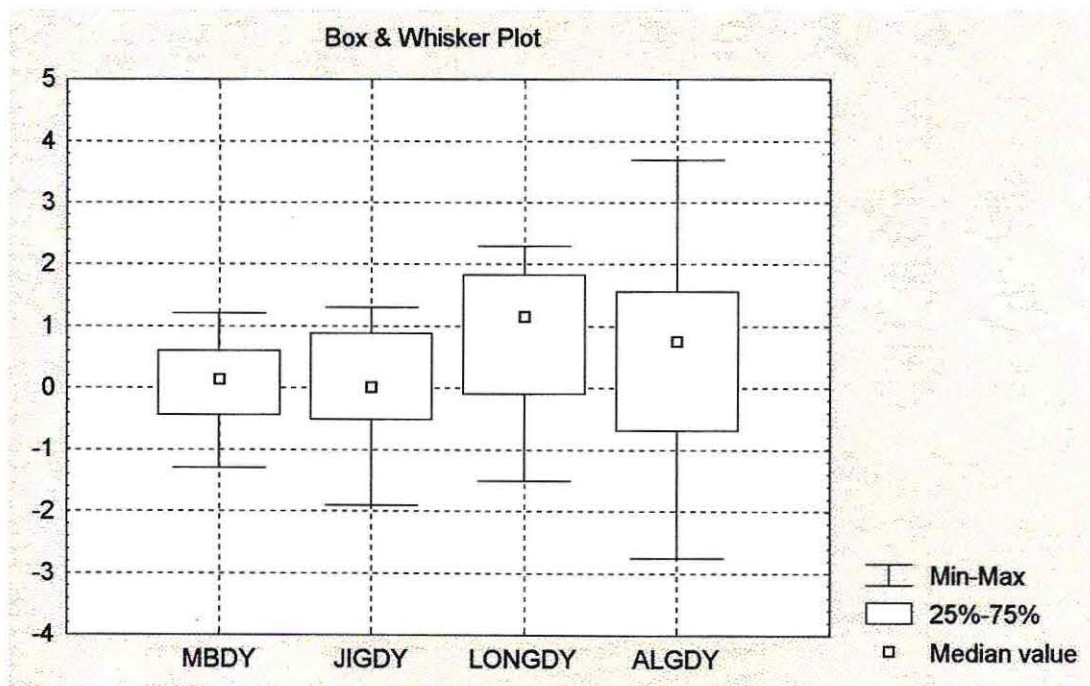 Box & Whisker Plot
5
4
3
2
1
0
-1
-2
-3
-4
MBDY JIGDY LONGDY ALGDY
Min-Max
25%-75%
Median value